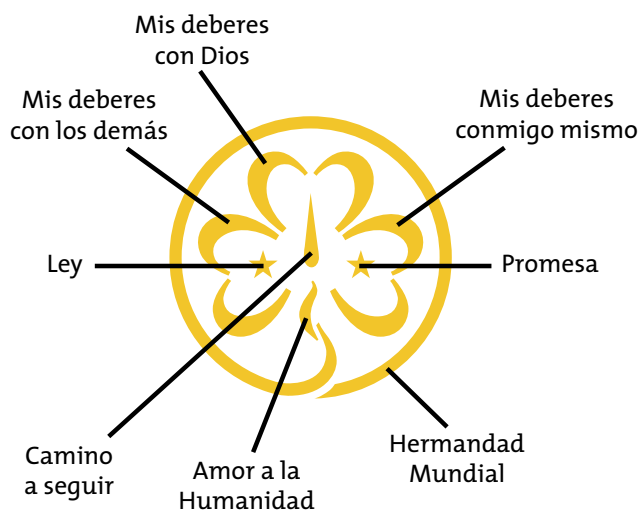 Mis deberes
con Dios
Mis deberes
con los demás
Mis deberes
conmigo mismo
Ley
Promesa
Camino
a seguir
Amor a la
Humanidad
Hermandad
Mundial